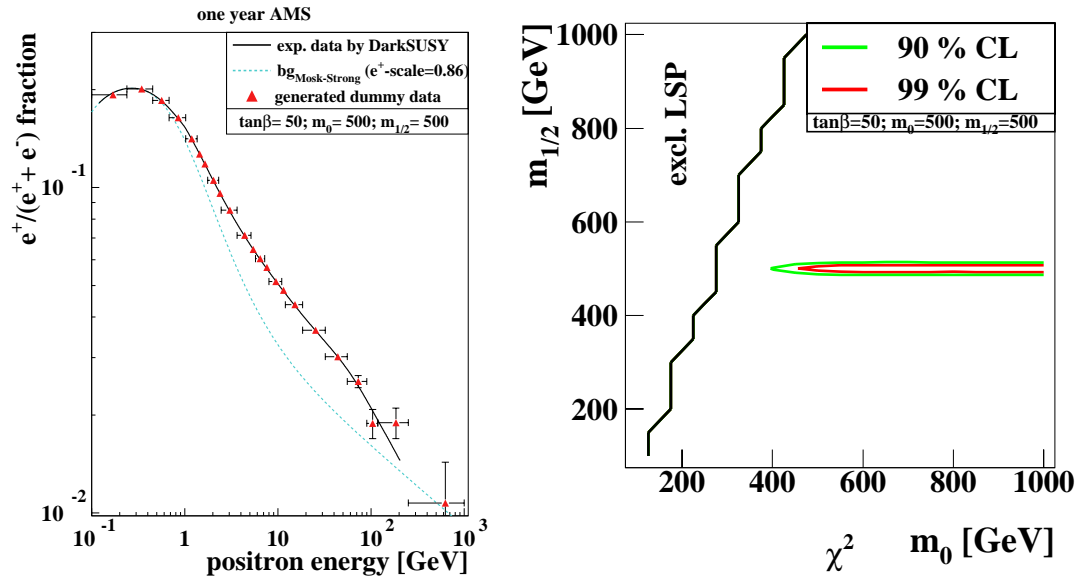 one year AMS
exp. data by DarkSUSY
bg_Mosk-Strong (e⁺-scale=0.86)
generated dummy data
tanβ= 50; m₀= 500; m₁/₂= 500
e⁺/(e⁺+ e⁻) fraction
10⁻¹
10⁻²
10⁻¹ 1 10 10² 10³
positron energy [GeV]
m₁/₂ [GeV]
1000
800
600
400
200
excl. LSP
90 % CL
99 % CL
tanβ=50; m₀=500; m₁/₂=500
200 400 600 800 1000
χ² m₀ [GeV]